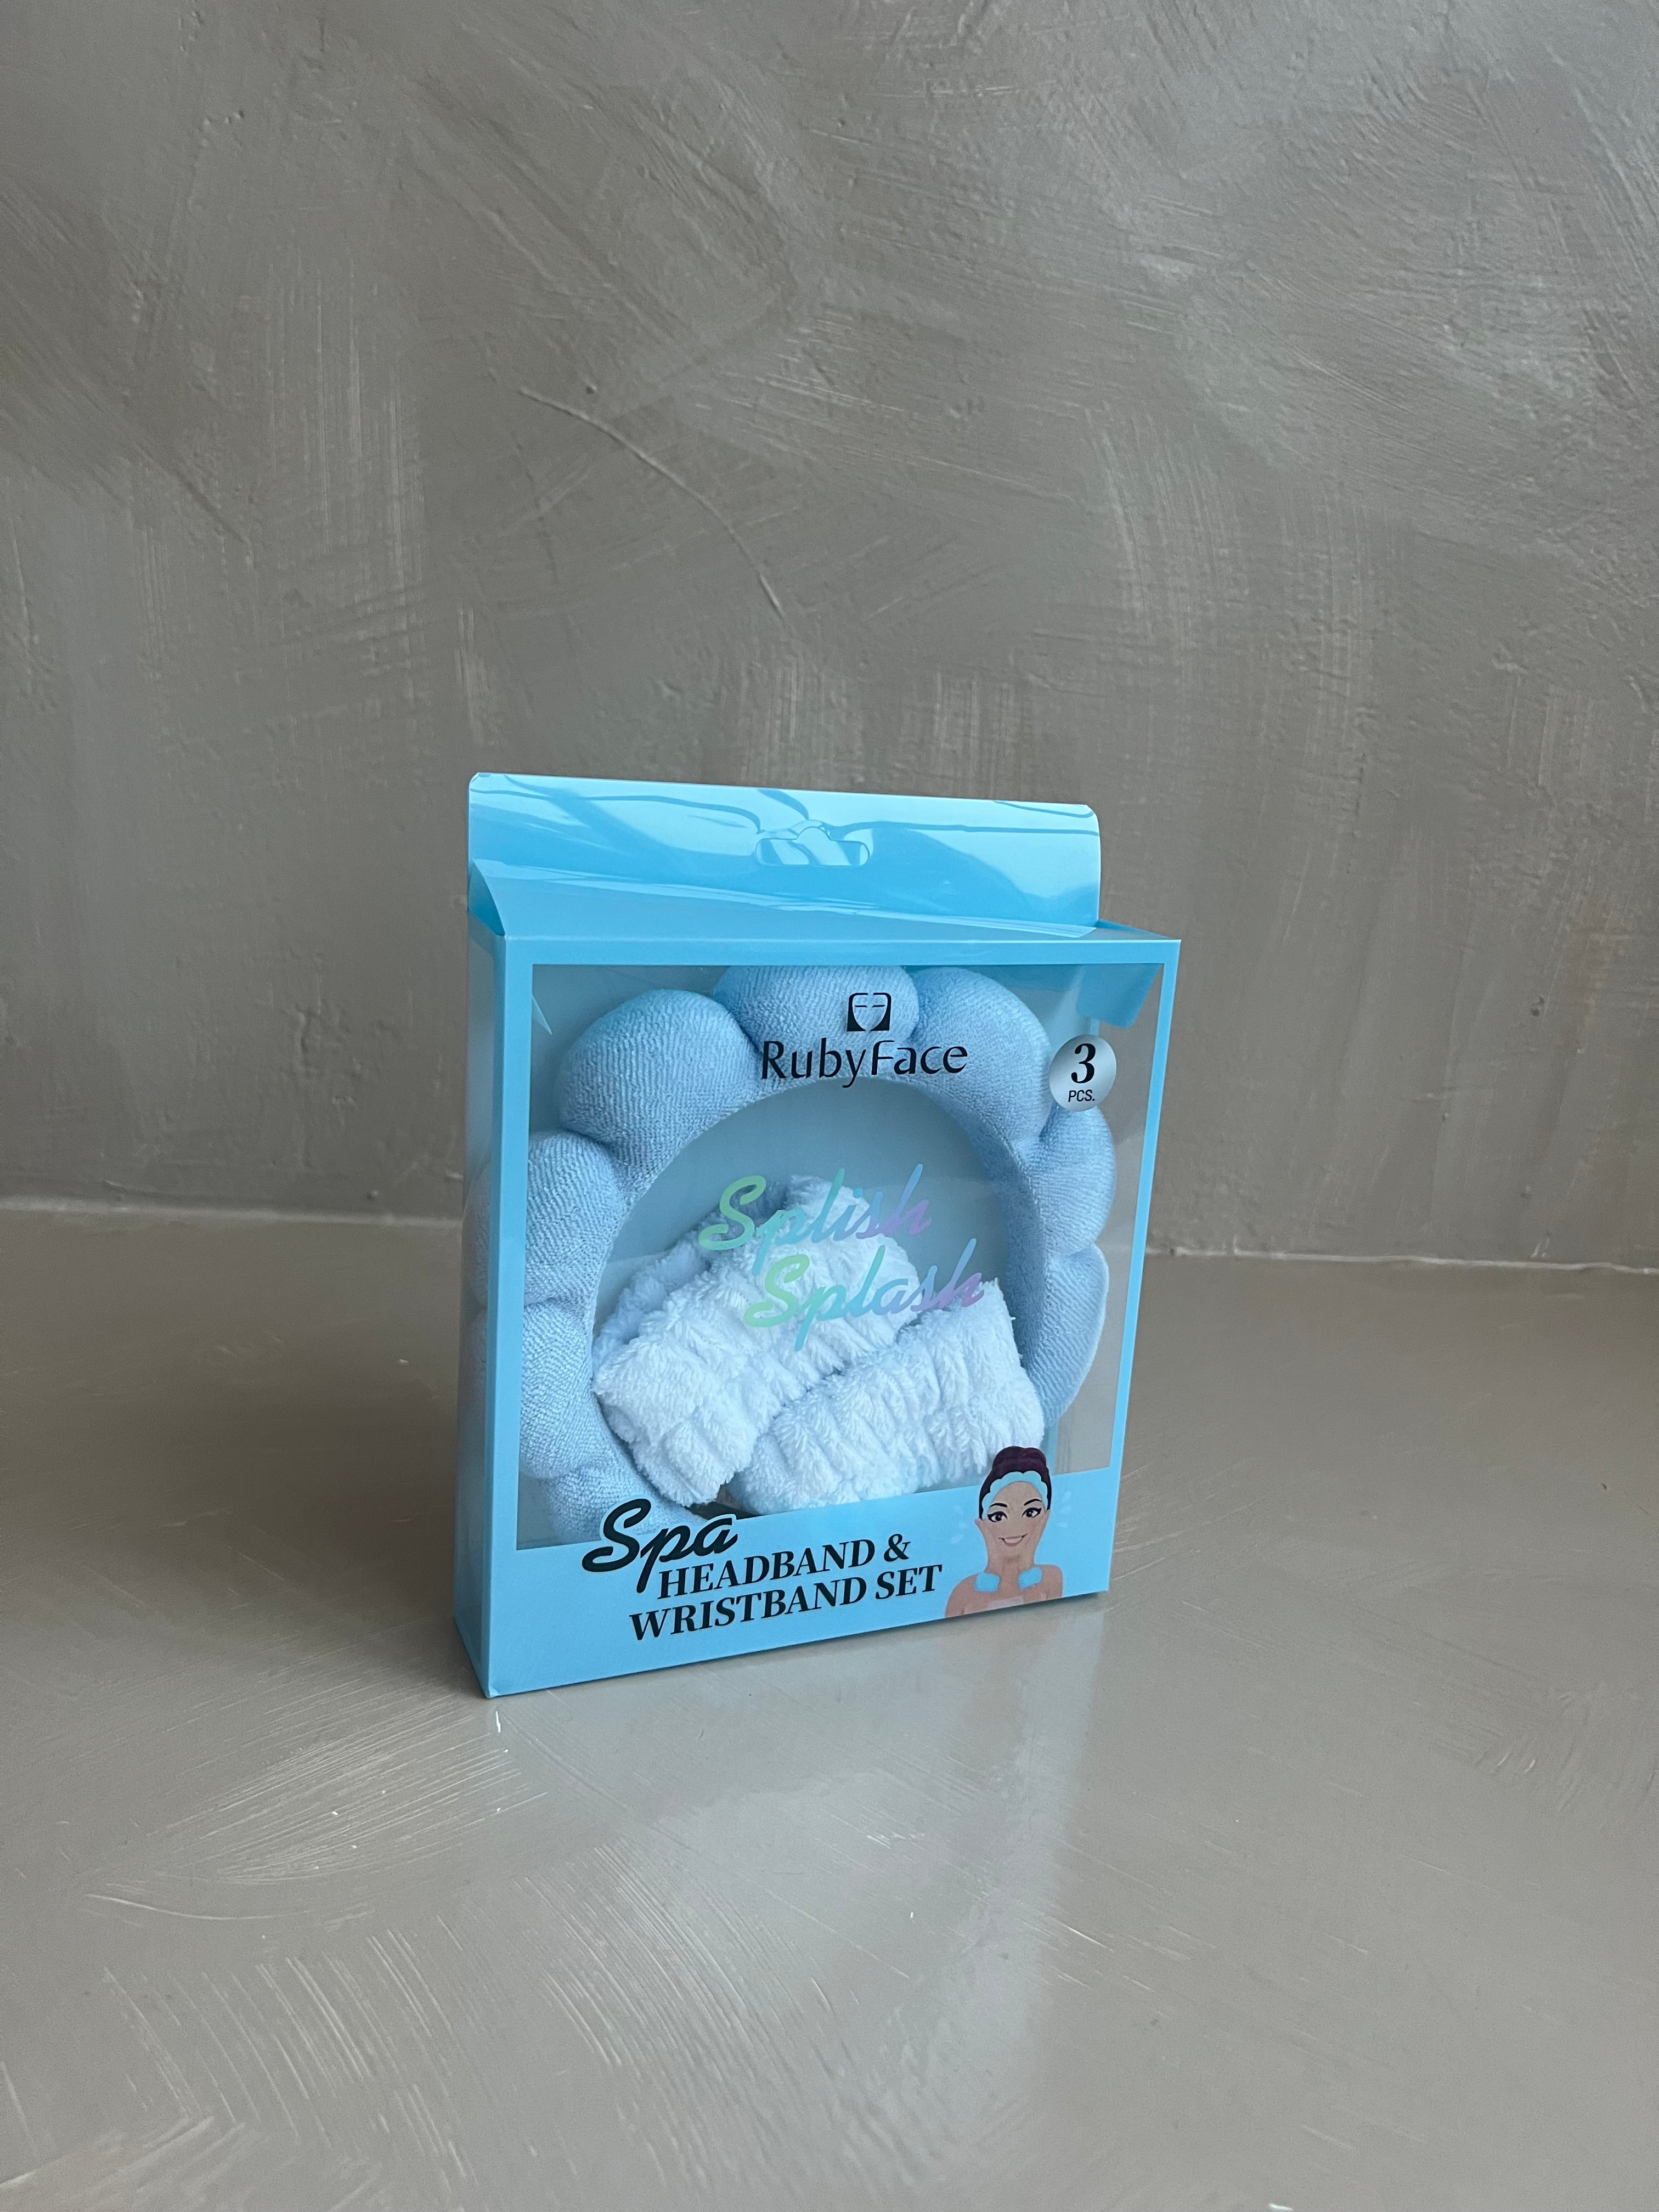 RubyFace
3
PCS.
Splish
Splash
Spa
HEADBAND &
WRISTBAND SET